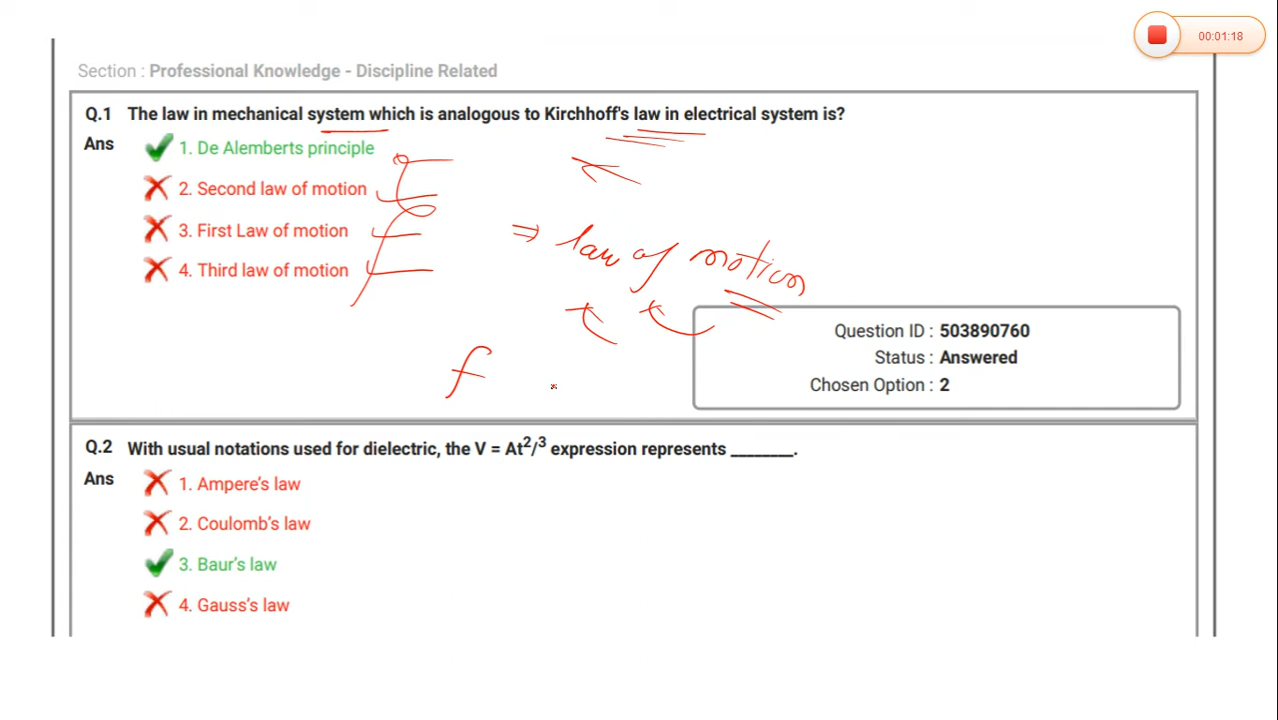 00:01:18
Section : Professional Knowledge - Discipline Related
Q.1 The law in mechanical system which is analogous to Kirchhoff's law in electrical system is?
Ans 1. De Alemberts principle
2. Second law of motion
3. First Law of motion
4. Third law of motion
⇒ law of motion
f
Question ID : 503890760
Status : Answered
Chosen Option : 2
Q.2 With usual notations used for dielectric, the V = At²/³ expression represents ________.
Ans 1. Ampere's law
2. Coulomb's law
3. Baur's law
4. Gauss's law